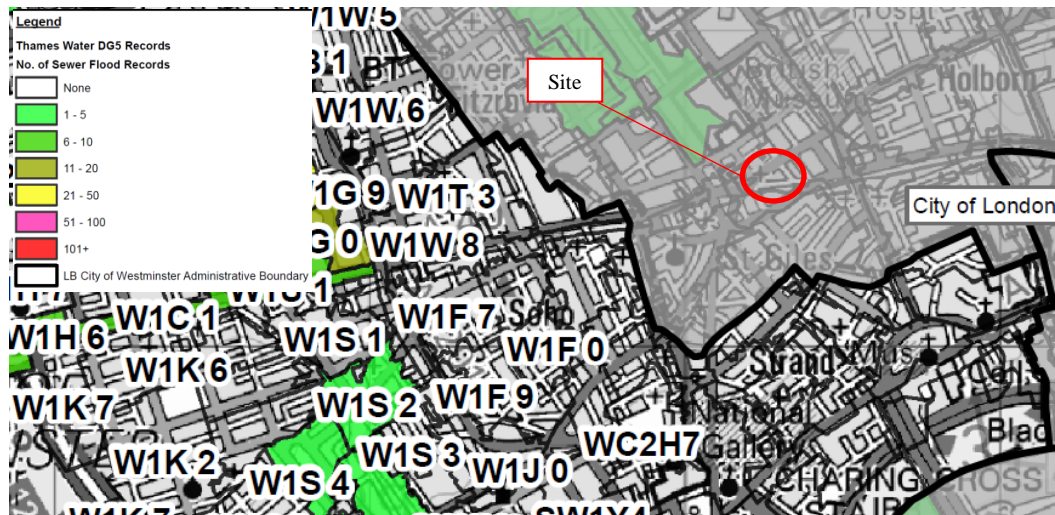 Legend
Thames Water DG5 Records
No. of Sewer Flood Records
None
1 - 5
6 - 10
11 - 20
21 - 50
51 - 100
101+
LB City of Westminster Administrative Boundary
W1W 5
BT
W1W 6
Site
British
Museum
Holborn
City of London
W1G 9
W1T 3
W1W 8
W1H 6
W1C 1
W1S 1
W1F 7
Soho
W1F 0
W1K 6
W1S 2
W1F 9
Strand
Mus
W1K 7
National
Gallery
W1K 2
W1S 4
W1S 3
W1J 0
WC2H7
CHARING CROSS